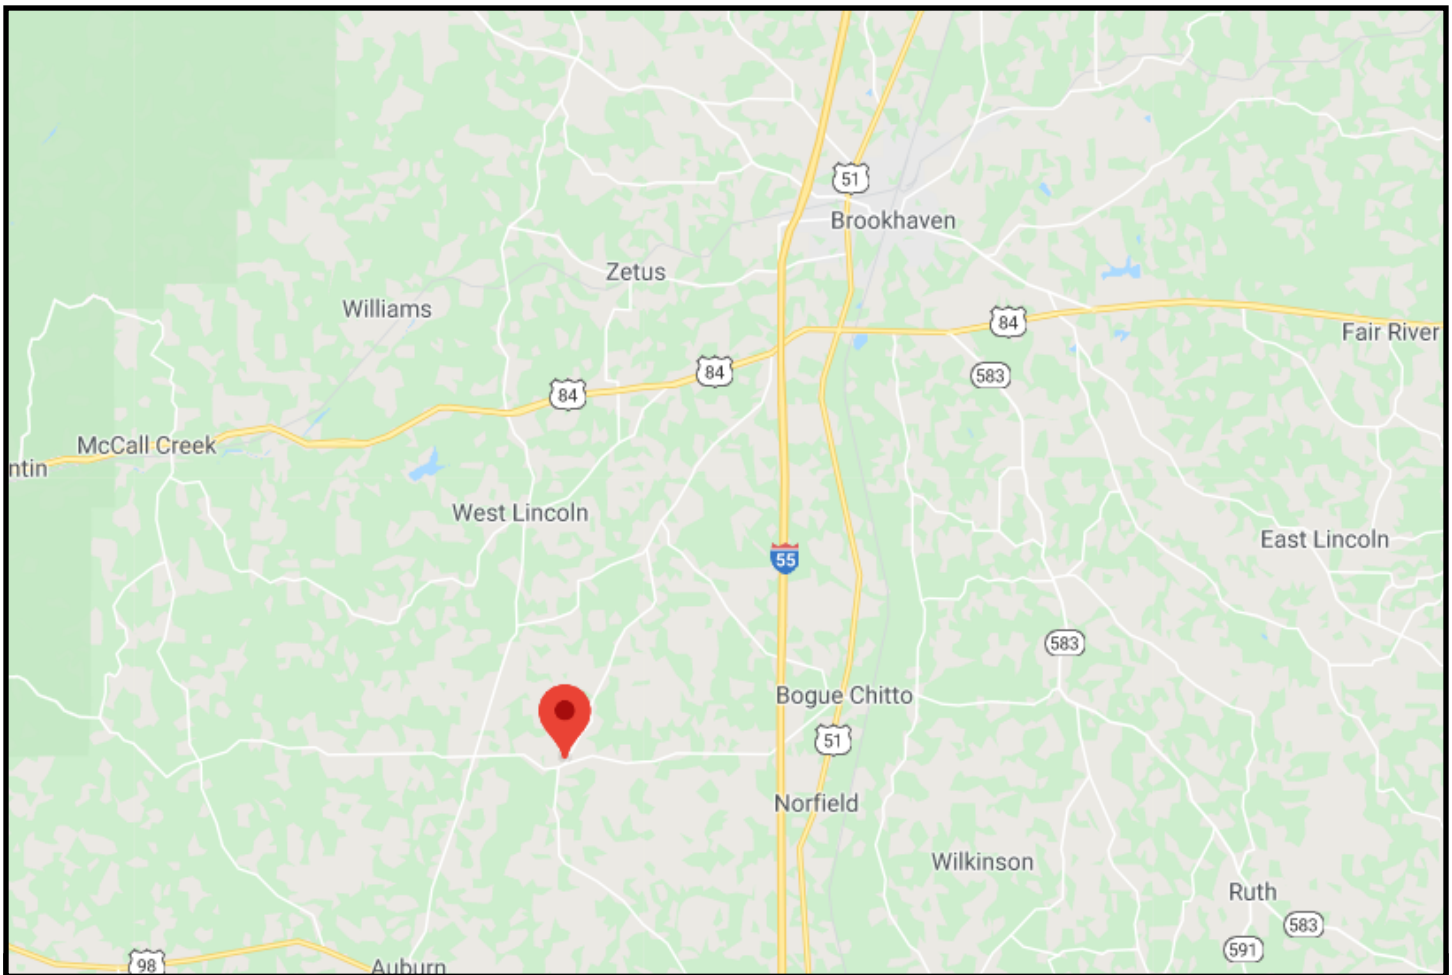 51
Brookhaven
Zetus
Williams
84
Fair River
84
583
84
McCall Creek
ntin
West Lincoln
East Lincoln
55
583
Bogue Chitto
51
Norfield
Wilkinson
Ruth
583
591
98
Auburn